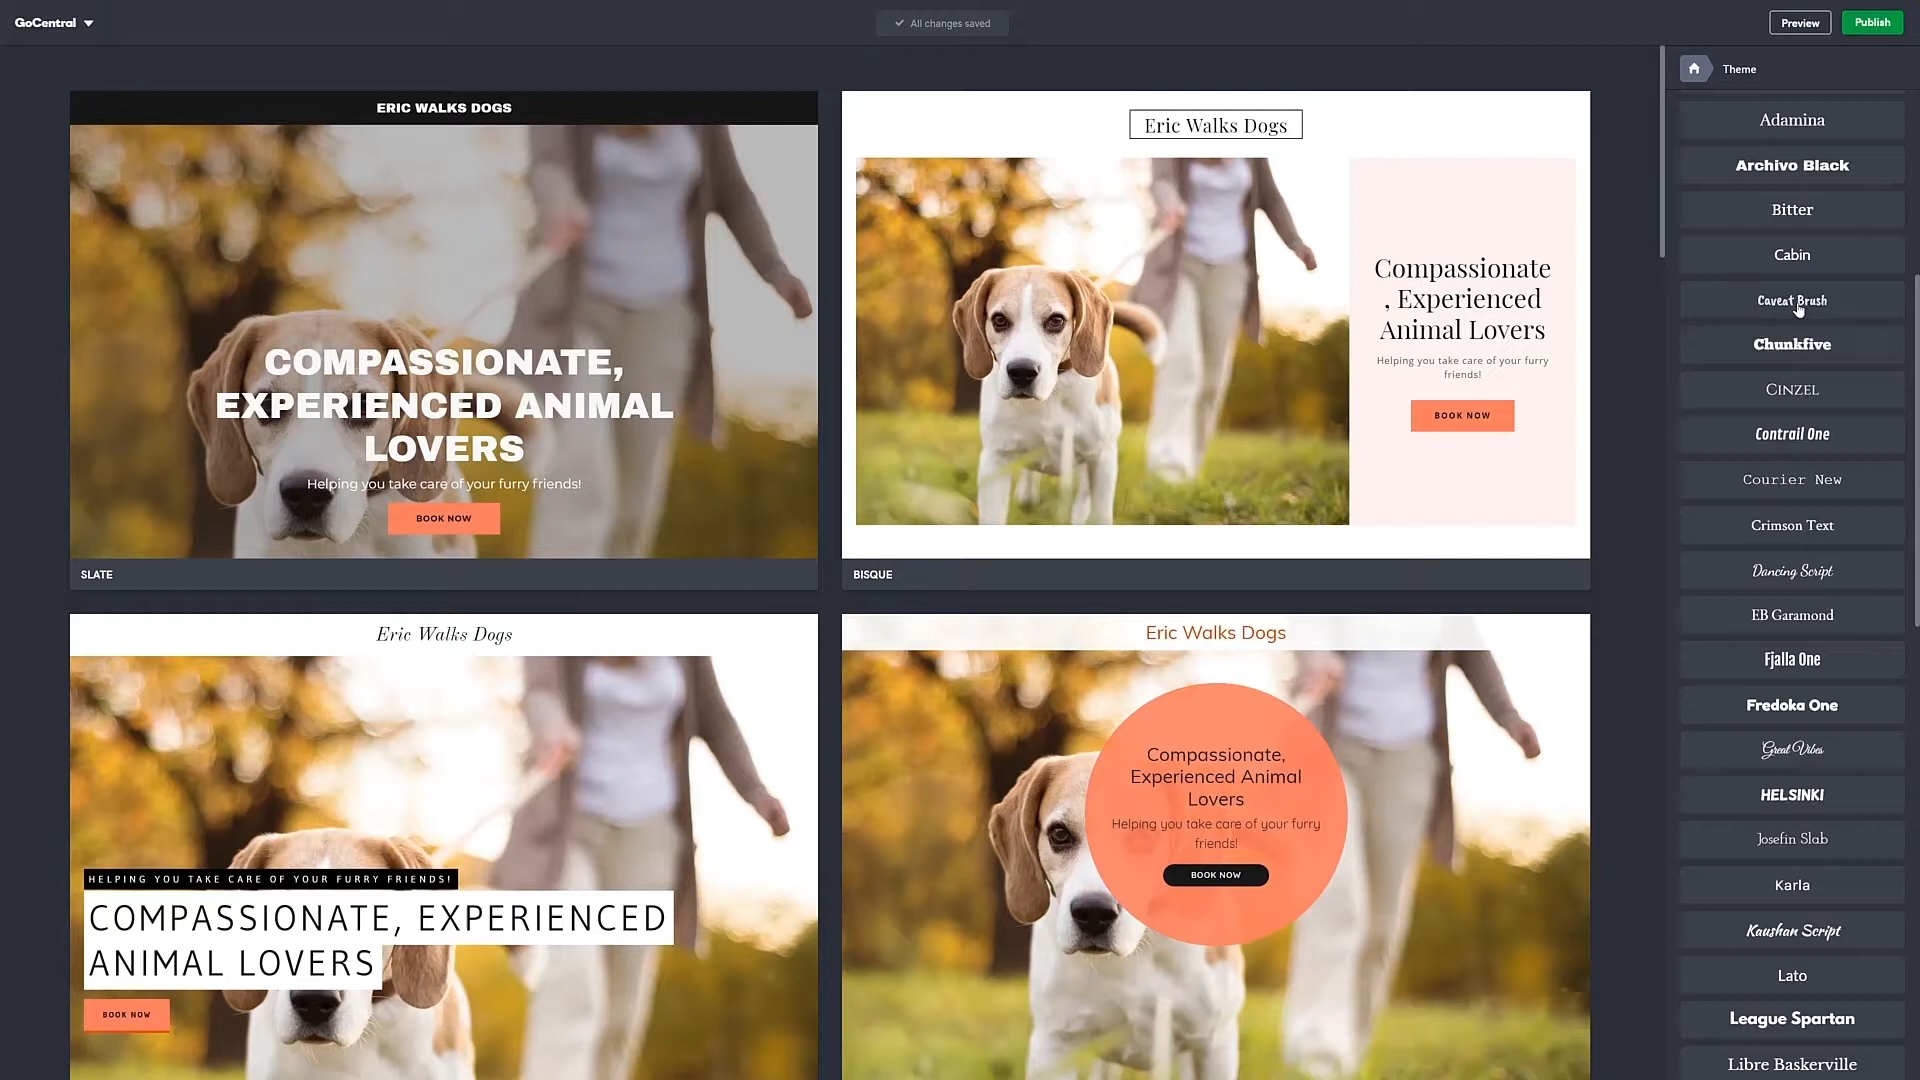 GoCentral
All changes saved
Preview
Publish
Theme
ERIC WALKS DOGS
COMPASSIONATE,
EXPERIENCED ANIMAL
LOVERS
Helping you take care of your furry friends!
BOOK NOW
SLATE
Eric Walks Dogs
Compassionate
, Experienced
Animal Lovers
Helping you take care of your furry
friends!
BOOK NOW
BISQUE
Eric Walks Dogs
HELPING YOU TAKE CARE OF YOUR FURRY FRIENDS!
COMPASSIONATE, EXPERIENCED
ANIMAL LOVERS
BOOK NOW
Eric Walks Dogs
Compassionate,
Experienced Animal
Lovers
Helping you take care of your furry
friends!
BOOK NOW
Adamina
Archivo Black
Bitter
Cabin
Caveat Brush
Chunkfive
CINZEL
Contrail One
Courier New
Crimson Text
Dancing Script
EB Garamond
Fjalla One
Fredoka One
Great Vibes
HELSINKI
Josefin Slab
Karla
Kaushan Script
Lato
League Spartan
Libre Baskerville